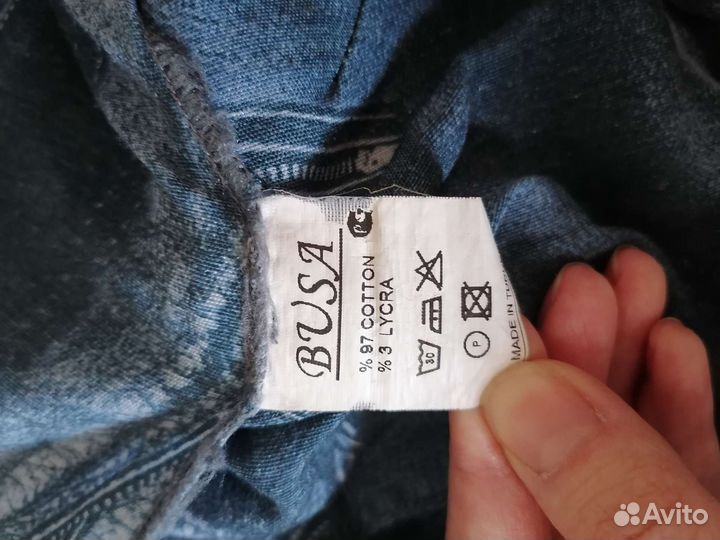 BUSA
% 97 COTTON
% 3 LYCRA
30
P
MADE IN
Avito